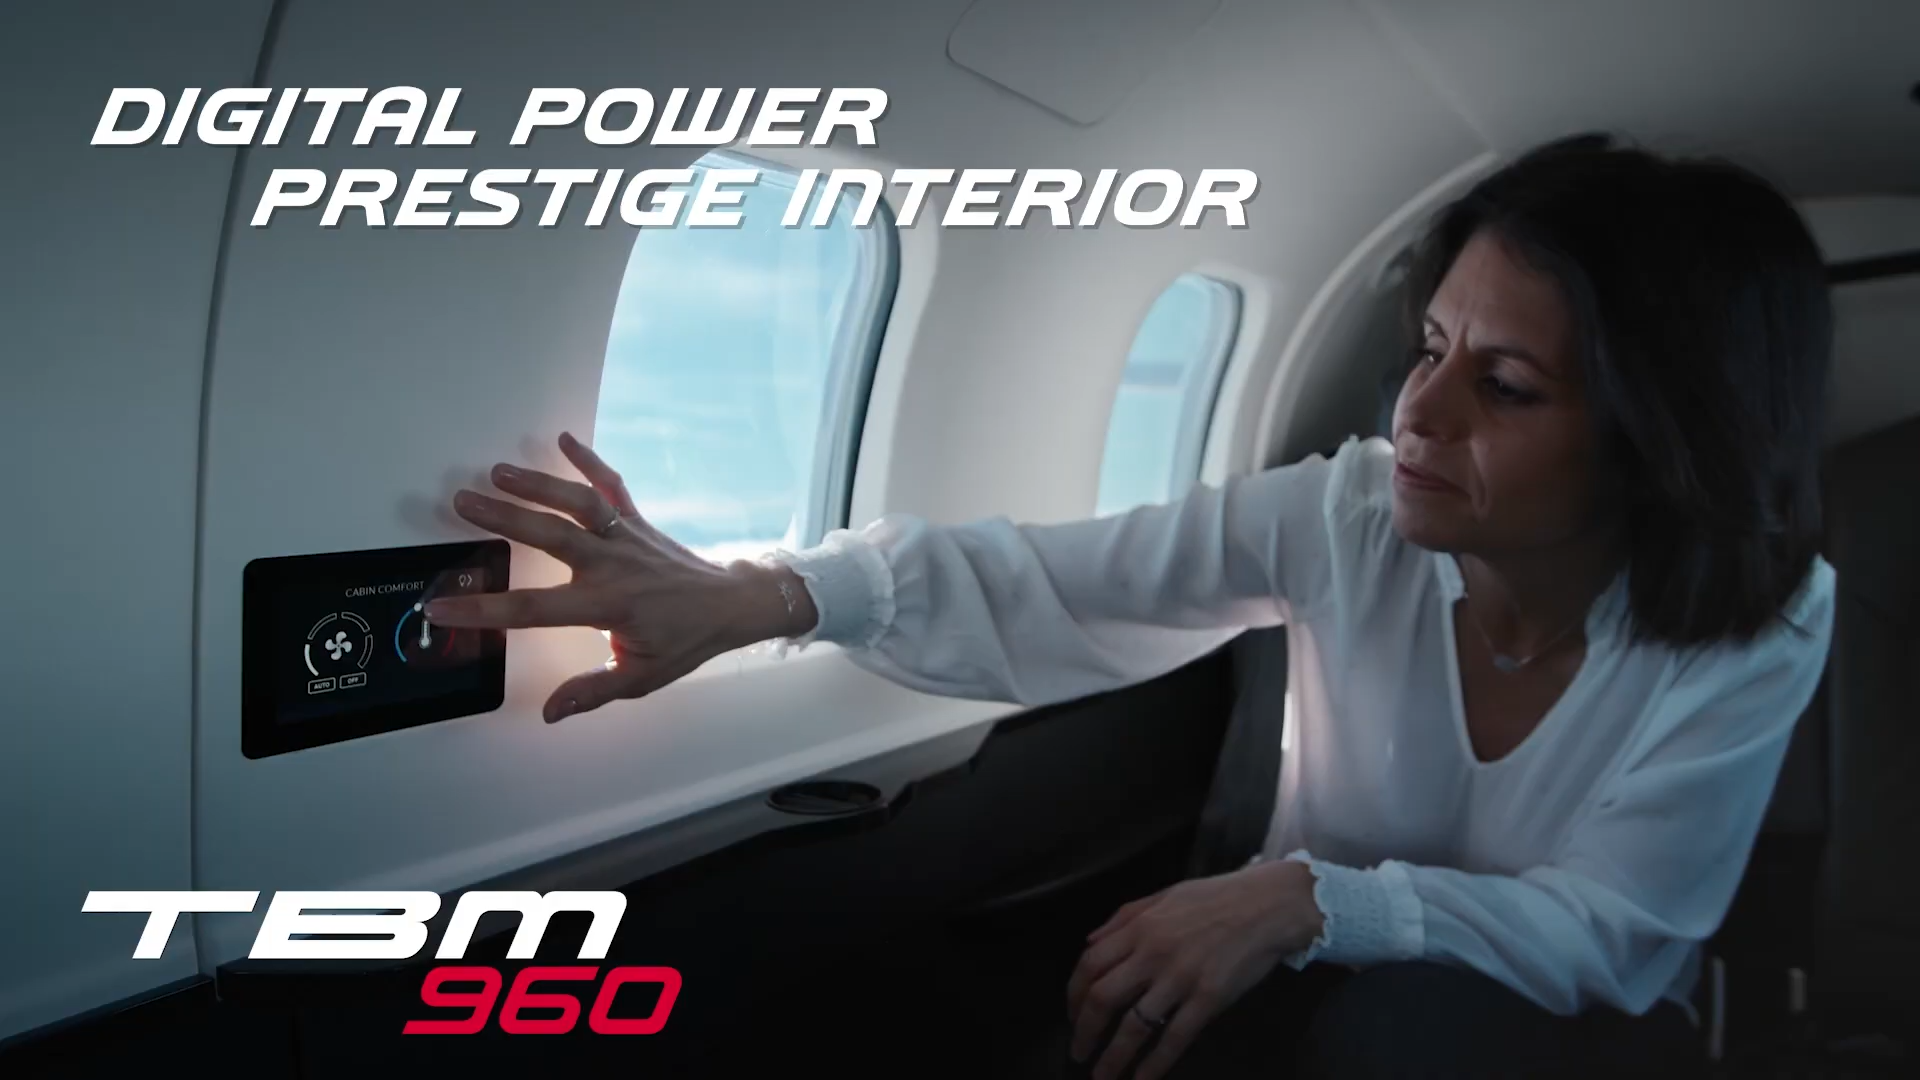 DIGITAL POWER
PRESTIGE INTERIOR
CABIN COMFORT
AUTO OFF
TBM
960